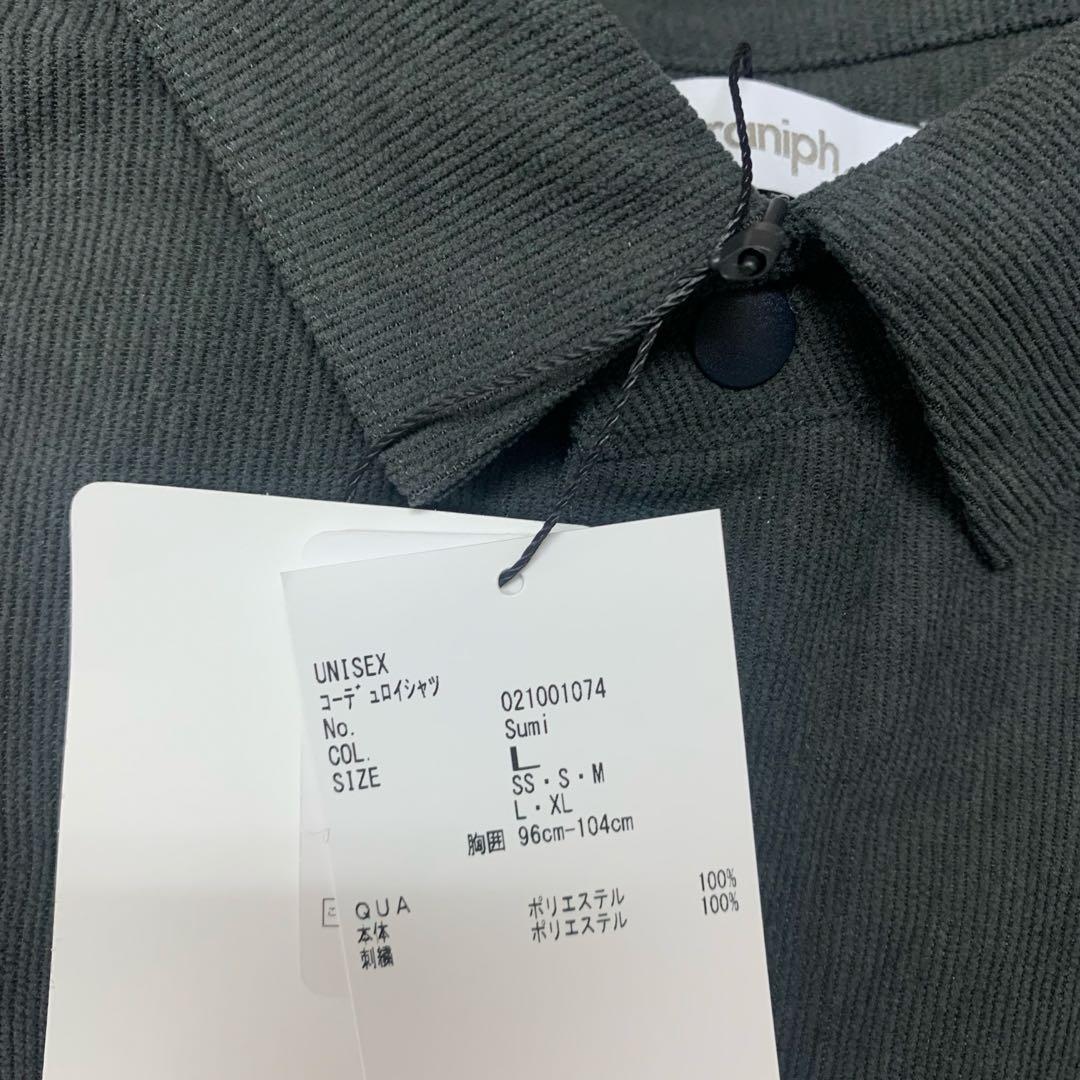 raniph
UNISEX
ｺｰﾃﾞｭﾛｲｼｬﾂ
No. 021001074
COL. Sumi
SIZE L
SS・S・M
L・XL
胸囲 96cm-104cm
QUA
本体 ポリエステル 100%
刺繍 ポリエステル 100%
こ